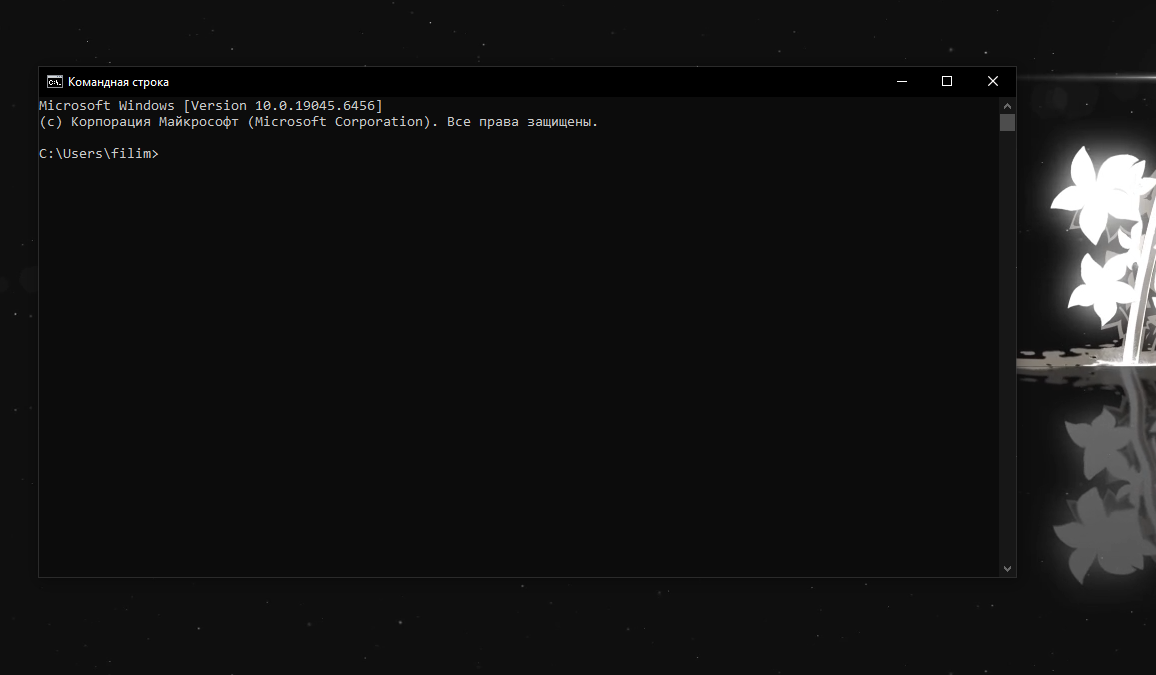 Командная строка
Microsoft Windows [Version 10.0.19045.6456]
(c) Корпорация Майкрософт (Microsoft Corporation). Все права защищены.
C:\Users\filim>